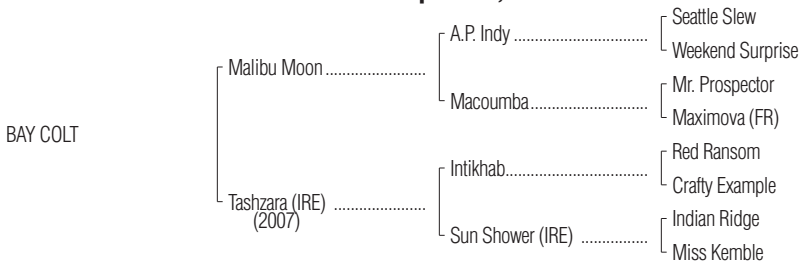 Seattle Slew
A.P. Indy
Weekend Surprise
Malibu Moon
Mr. Prospector
Macoumba
Maximova (FR)
BAY COLT
Red Ransom
Intikhab
Crafty Example
Tashzara (IRE)
(2007)
Indian Ridge
Sun Shower (IRE)
Miss Kemble